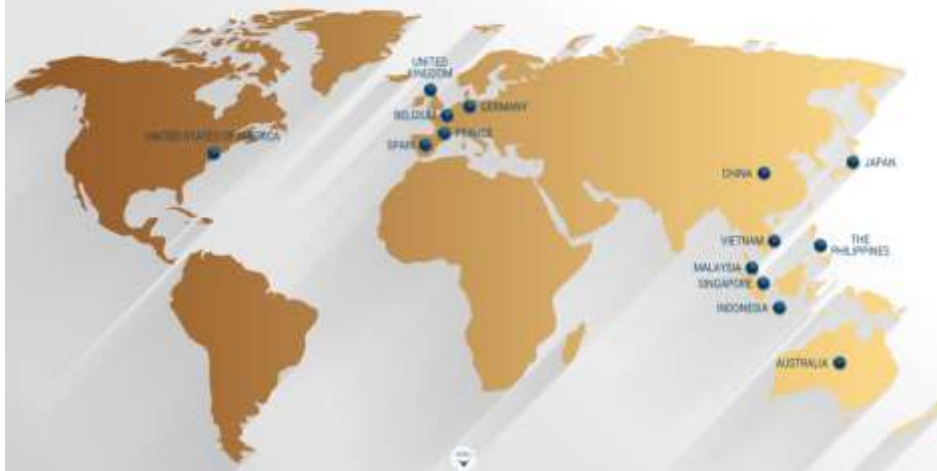 UNITED
KINGDOM
GERMANY
BELGIUM
UNITED STATES OF AMERICA
FRANCE
SPAIN
JAPAN
CHINA
VIETNAM
THE
PHILIPPINES
MALAYSIA
SINGAPORE
INDONESIA
AUSTRALIA